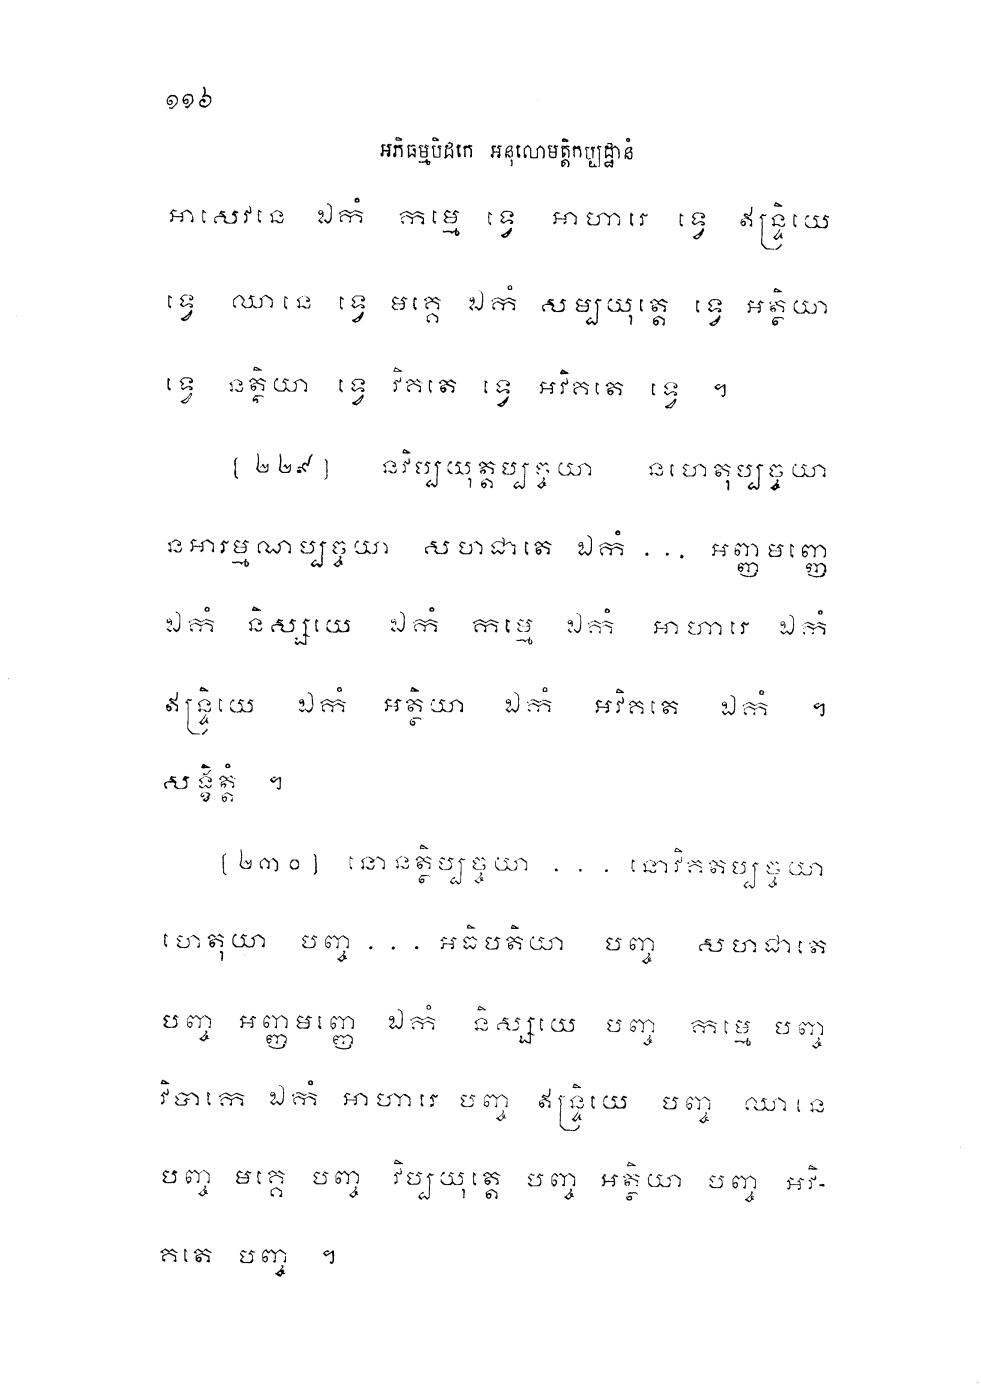 ១១៦
អភិធម្មបិដកេ អនុលោមត្តិកប្បដ្ឋានំ
អាសេវនេ ឯកំ កម្មេ ទ្វេ អាហារេ ទ្វេ ឥន្ទ្រិយេ
ទ្វេ ឈានេ ទ្វេ មគ្គេ ឯកំ សម្បយុត្តេ ទ្វេ អត្ថិយា
ទ្វេ នត្ថិយា ទ្វេ វិគតេ ទ្វេ អវិគតេ ទ្វេ ។
[២២៩] នវិប្បយុត្តប្បច្ចយា នហេតុប្បច្ចយា
នអារម្មណប្បច្ចយា សហជាតេ ឯកំ ... អញ្ញមញ្ញេ
ឯកំ និស្សយេ ឯកំ កម្មេ ឯកំ អាហារេ ឯកំ
ឥន្ទ្រិយេ ឯកំ អត្ថិយា ឯកំ អវិគតេ ឯកំ ។
សង្ខិត្តំ ។
[២៣០] នោនត្ថិប្បច្ចយា ... នោវិគតប្បច្ចយា
ហេតុយា បញ្ច ... អធិបតិយា បញ្ច សហជាតេ
បញ្ច អញ្ញមញ្ញេ ឯកំ និស្សយេ បញ្ច កម្មេ បញ្ច
វិបាកេ ឯកំ អាហារេ បញ្ច ឥន្ទ្រិយេ បញ្ច ឈានេ
បញ្ច មគ្គេ បញ្ច វិប្បយុត្តេ បញ្ច អត្ថិយា បញ្ច អវិ-
គតេ បញ្ច ។